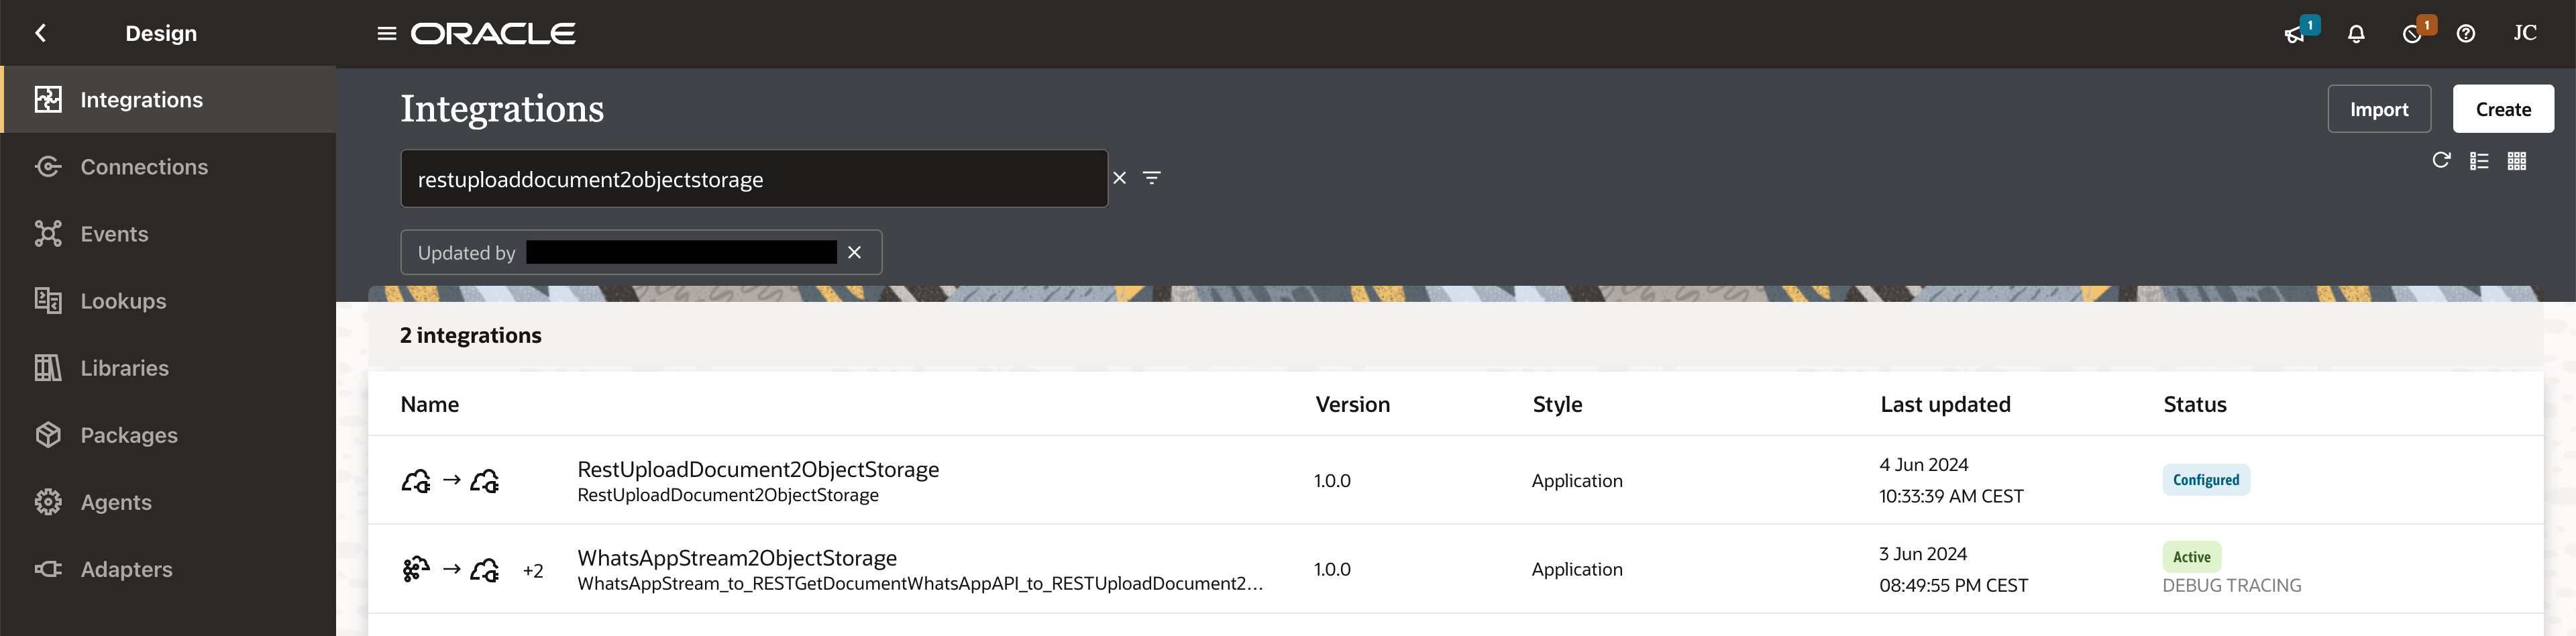 Design
ORACLE
1
1
JC
Integrations
Connections
Events
Lookups
Libraries
Packages
Agents
Adapters
Integrations
Import
Create
restuploaddocument2objectstorage
Updated by
2 integrations
Name Version Style Last updated Status
RestUploadDocument2ObjectStorage
RestUploadDocument2ObjectStorage
1.0.0
Application
4 Jun 2024
10:33:39 AM CEST
Configured
+2
WhatsAppStream2ObjectStorage
WhatsAppStream_to_RESTGetDocumentWhatsAppAPI_to_RESTUploadDocument2...
1.0.0
Application
3 Jun 2024
08:49:55 PM CEST
Active
DEBUG TRACING